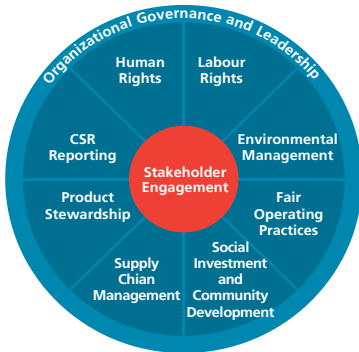 Organizational Governance and Leadership
Human
Rights
Labour
Rights
Environmental
Management
Fair
Operating
Practices
Social
Investment
and
Community
Development
Supply
Chian
Management
Product
Stewardship
CSR
Reporting
Stakeholder
Engagement